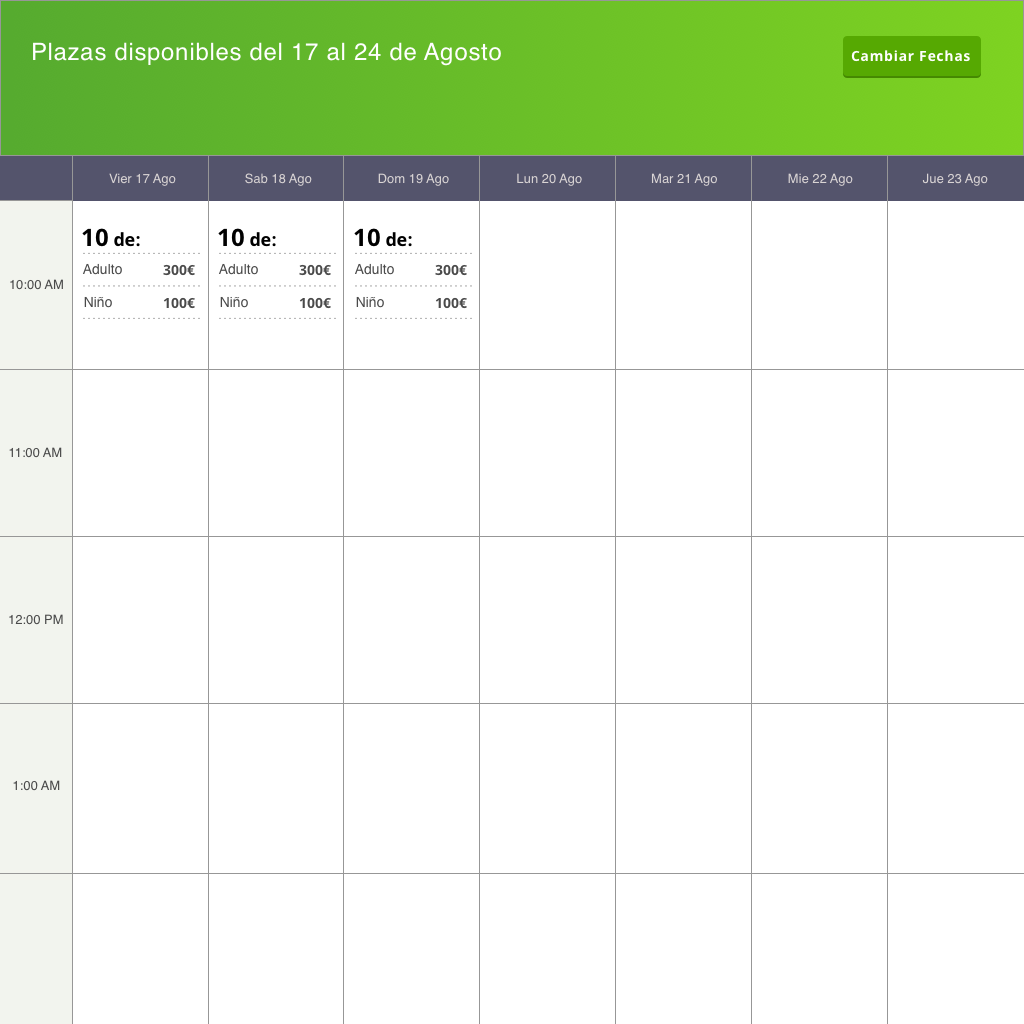 Plazas disponibles del 17 al 24 de Agosto
Cambiar Fechas
Vier 17 Ago
Sab 18 Ago
Dom 19 Ago
Lun 20 Ago
Mar 21 Ago
Mie 22 Ago
Jue 23 Ago
10:00 AM
10 de:
Adulto 300€
Niño 100€
10 de:
Adulto 300€
Niño 100€
10 de:
Adulto 300€
Niño 100€
11:00 AM
12:00 PM
1:00 AM